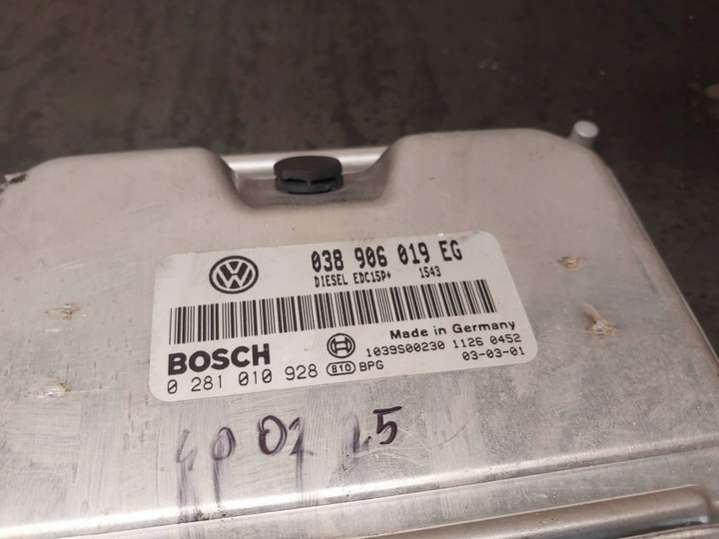 038 906 019 EG
DIESEL EDC15P+ 1543
Made in Germany
BOSCH 1039S00230 1126 0452
0 281 010 928 810 BPG 03-03-01